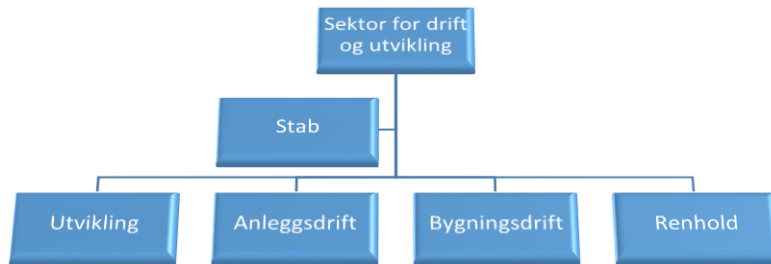 Sektor for drift
og utvikling
Stab
Utvikling
Anleggsdrift
Bygningsdrift
Renhold